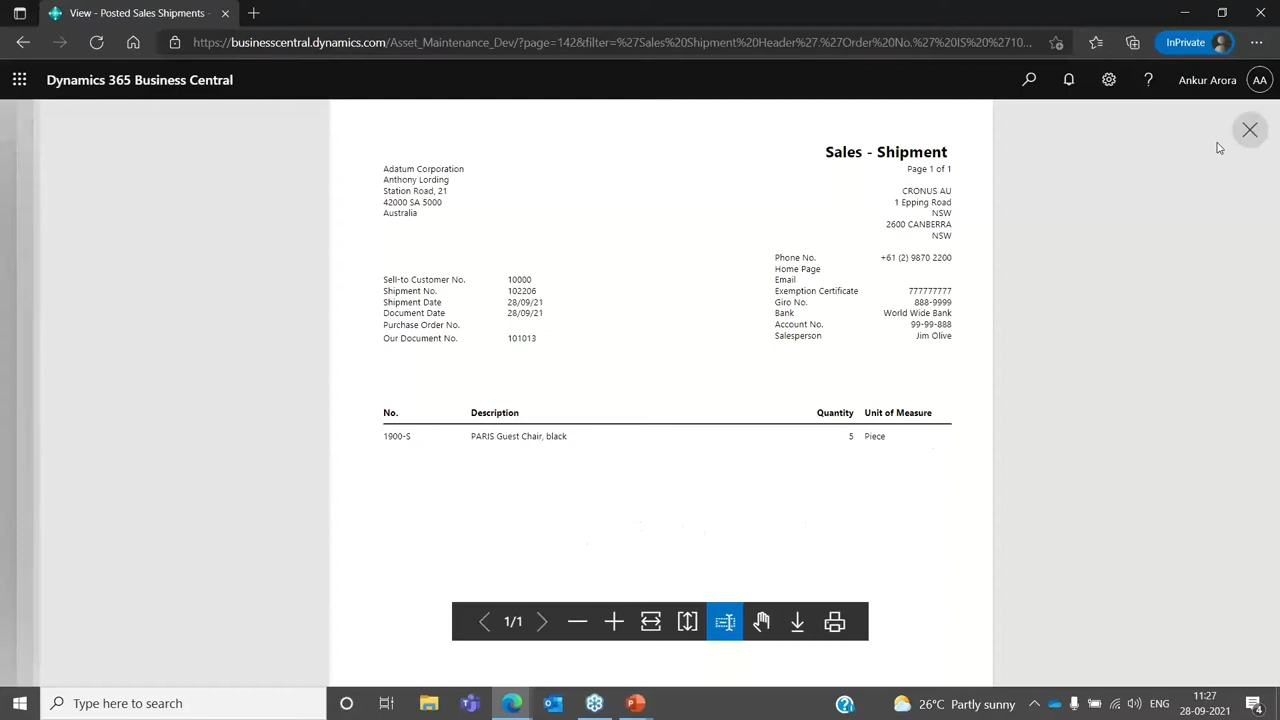 View - Posted Sales Shipments -
https://businesscentral.dynamics.com/Asset_Maintenance_Dev/?page=142&filter=%27Sales%20Shipment%20Header%27.%27Order%20No.%27%20IS%20%2710...
InPrivate
Dynamics 365 Business Central
Ankur Arora
AA
Sales - Shipment
Page 1 of 1
Adatum Corporation
Anthony Lording
Station Road, 21
42000 SA 5000
Australia
CRONUS AU
1 Epping Road
NSW
2600 CANBERRA
NSW
Phone No. +61 (2) 9870 2200
Home Page
Email
Exemption Certificate 777777777
Giro No. 888-9999
Bank World Wide Bank
Account No. 99-99-888
Salesperson Jim Olive
Sell-to Customer No. 10000
Shipment No. 102206
Shipment Date 28/09/21
Document Date 28/09/21
Purchase Order No.
Our Document No. 101013
No. Description Quantity Unit of Measure
1900-S PARIS Guest Chair, black 5 Piece
1/1
Type here to search
26°C Partly sunny
ENG
11:27
28-09-2021
4